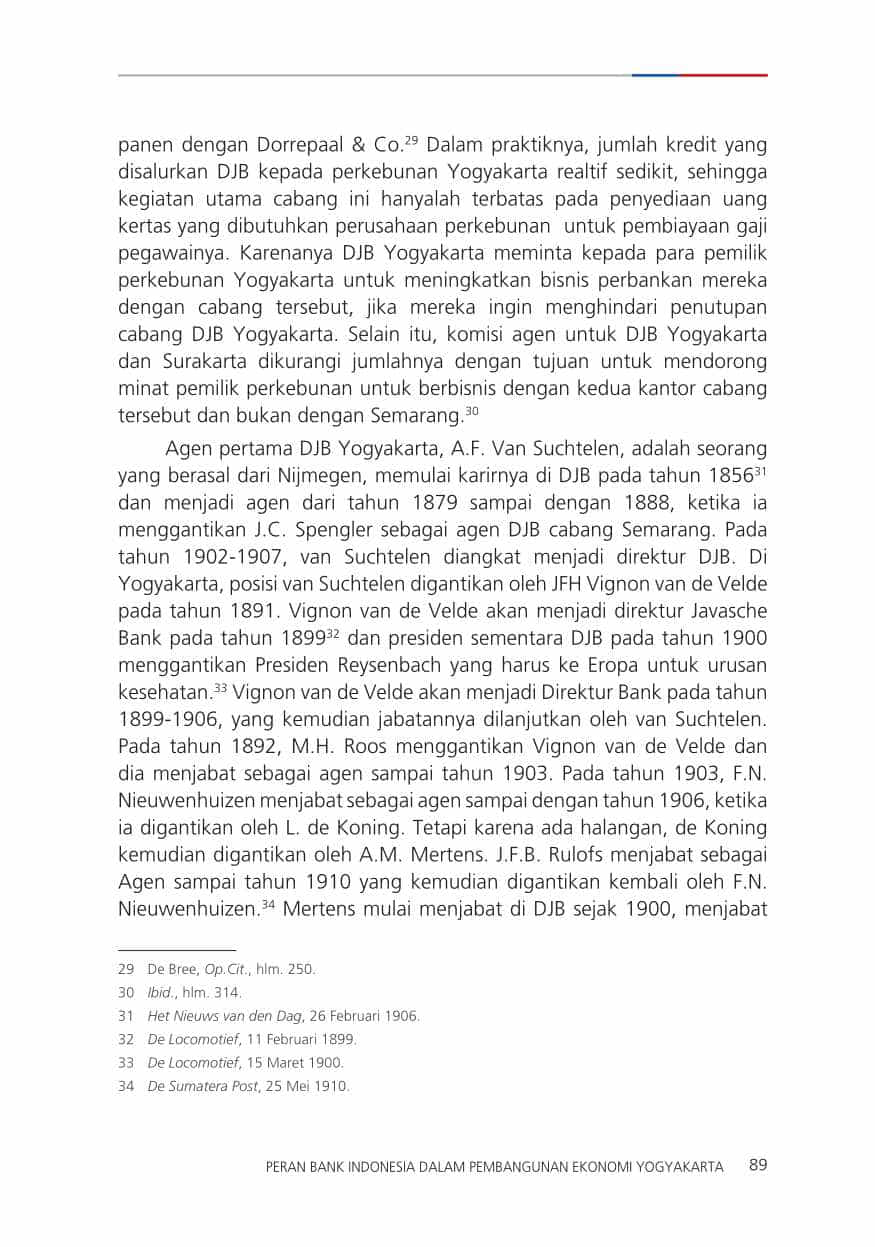 panen dengan Dorrepaal & Co.29 Dalam praktiknya, jumlah kredit yang
disalurkan DJB kepada perkebunan Yogyakarta realtif sedikit, sehingga
kegiatan utama cabang ini hanyalah terbatas pada penyediaan uang
kertas yang dibutuhkan perusahaan perkebunan  untuk pembiayaan gaji
pegawainya. Karenanya DJB Yogyakarta meminta kepada para pemilik
perkebunan Yogyakarta untuk meningkatkan bisnis perbankan mereka
dengan cabang tersebut, jika mereka ingin menghindari penutupan
cabang DJB Yogyakarta. Selain itu, komisi agen untuk DJB Yogyakarta
dan Surakarta dikurangi jumlahnya dengan tujuan untuk mendorong
minat pemilik perkebunan untuk berbisnis dengan kedua kantor cabang
tersebut dan bukan dengan Semarang.30
Agen pertama DJB Yogyakarta, A.F. Van Suchtelen, adalah seorang
yang berasal dari Nijmegen, memulai karirnya di DJB pada tahun 185631
dan menjadi agen dari tahun 1879 sampai dengan 1888, ketika ia
menggantikan J.C. Spengler sebagai agen DJB cabang Semarang. Pada
tahun 1902-1907, van Suchtelen diangkat menjadi direktur DJB. Di
Yogyakarta, posisi van Suchtelen digantikan oleh JFH Vignon van de Velde
pada tahun 1891. Vignon van de Velde akan menjadi direktur Javasche
Bank pada tahun 189932 dan presiden sementara DJB pada tahun 1900
menggantikan Presiden Reysenbach yang harus ke Eropa untuk urusan
kesehatan.33 Vignon van de Velde akan menjadi Direktur Bank pada tahun
1899-1906, yang kemudian jabatannya dilanjutkan oleh van Suchtelen.
Pada tahun 1892, M.H. Roos menggantikan Vignon van de Velde dan
dia menjabat sebagai agen sampai tahun 1903. Pada tahun 1903, F.N.
Nieuwenhuizen menjabat sebagai agen sampai dengan tahun 1906, ketika
ia digantikan oleh L. de Koning. Tetapi karena ada halangan, de Koning
kemudian digantikan oleh A.M. Mertens. J.F.B. Rulofs menjabat sebagai
Agen sampai tahun 1910 yang kemudian digantikan kembali oleh F.N.
Nieuwenhuizen.34 Mertens mulai menjabat di DJB sejak 1900, menjabat
29 De Bree, Op.Cit., hlm. 250.
30 Ibid., hlm. 314.
31 Het Nieuws van den Dag, 26 Februari 1906.
32 De Locomotief, 11 Februari 1899.
33 De Locomotief, 15 Maret 1900.
34 De Sumatera Post, 25 Mei 1910.
PERAN BANK INDONESIA DALAM PEMBANGUNAN EKONOMI YOGYAKARTA 89